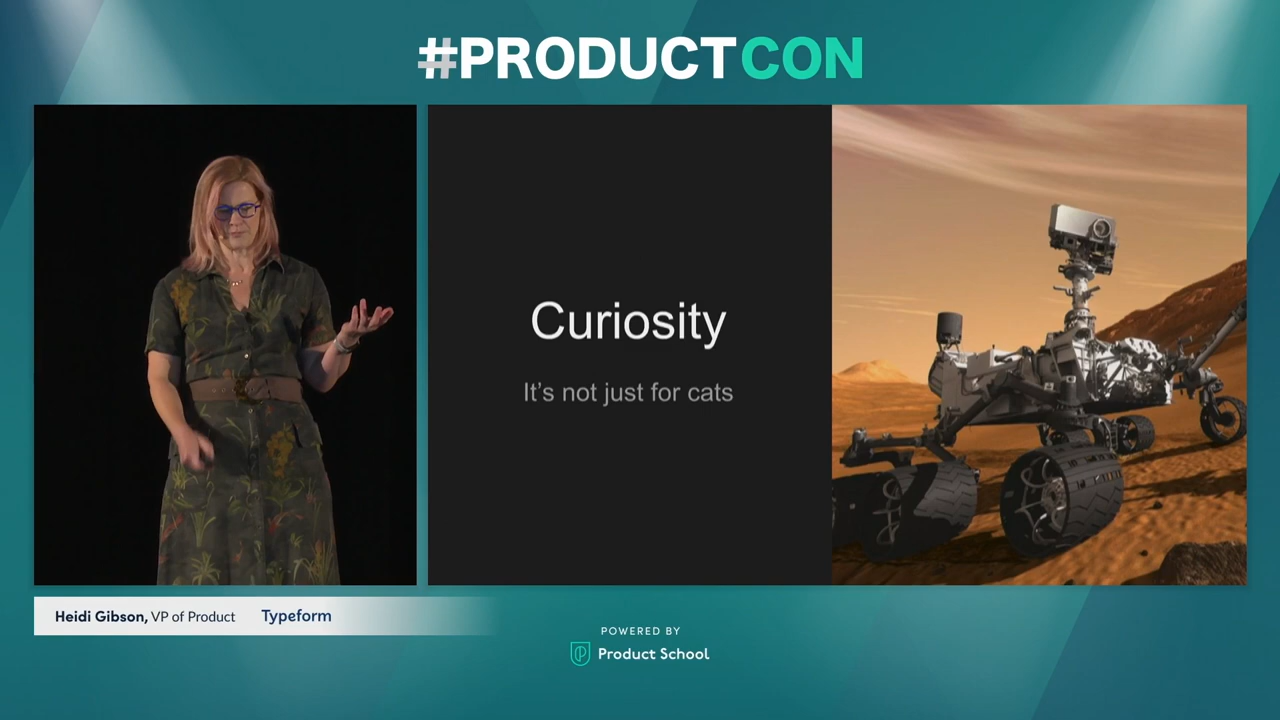 #PRODUCTCON
Curiosity
It's not just for cats
Heidi Gibson, VP of Product Typeform
POWERED BY
Product School